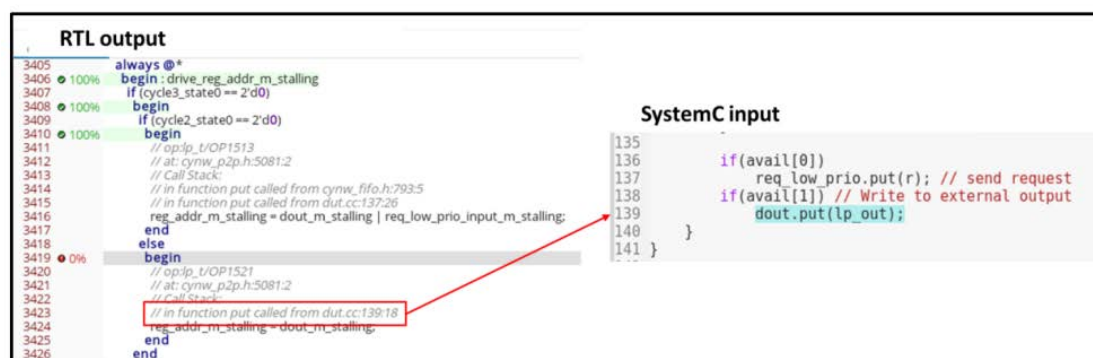 RTL output
3405 always @*
3406 100% begin : drive_reg_addr_m_stalling
3407 if (cycle3_state0 == 2'd0)
3408 100% begin
3409 if (cycle2_state0 == 2'd0)
3410 100% begin
3411 // op:lp_t/OP1513
3412 // at: cynw_p2p.h:5081:2
3413 // Call Stack:
3414 // in function put called from cynw_fifo.h:793:5
3415 // in function put called from dut.cc:137:26
3416 reg_addr_m_stalling = dout_m_stalling | req_low_prio_input_m_stalling;
3417 end
3418 else
3419 0% begin
3420 // op:lp_t/OP1521
3421 // at: cynw_p2p.h:5081:2
3422 // Call Stack:
3423 // in function put called from dut.cc:139:18
3424 reg_addr_m_stalling = dout_m_stalling;
3425 end
3426 end
SystemC input
135
136 if(avail[0])
137 req_low_prio.put(r); // send request
138 if(avail[1]) // Write to external output
139 dout.put(lp_out);
140 }
141 }